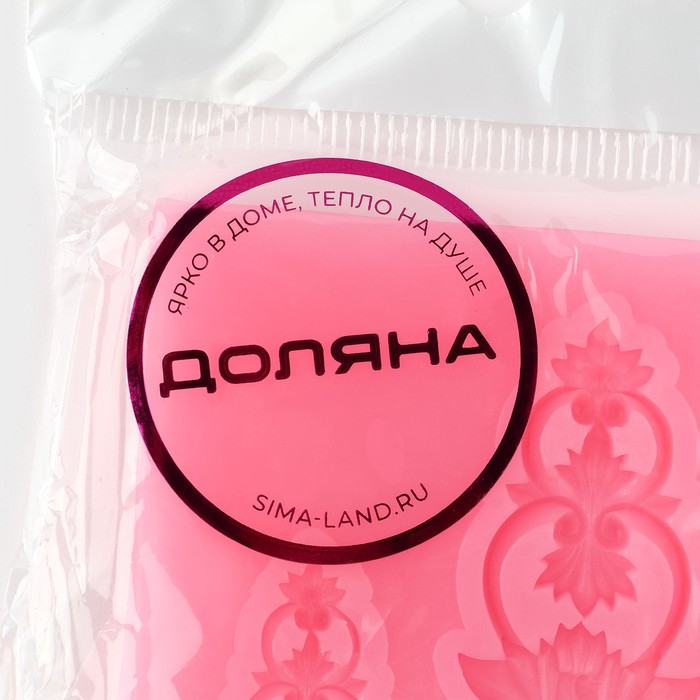 ЯРКО В ДОМЕ, ТЕПЛО НА ДУШЕ
ДОЛЯНА
SIMA-LAND.RU